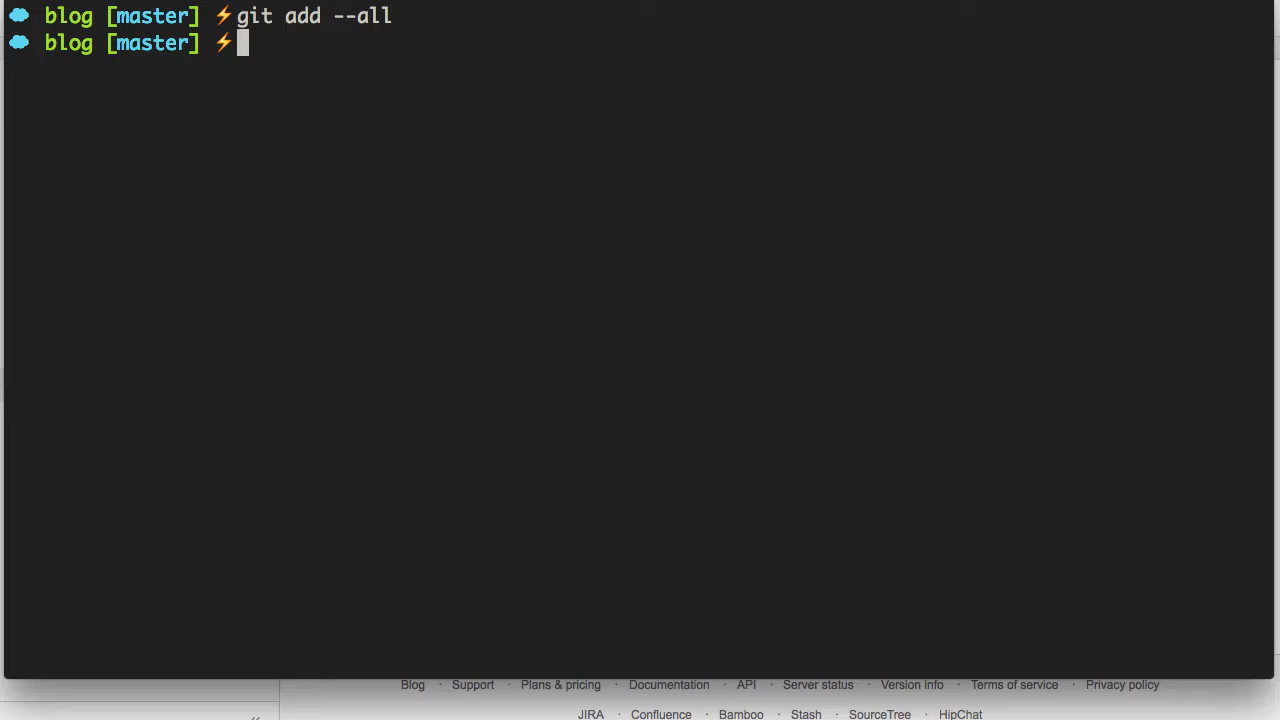 blog [master] ⚡git add --all
blog [master] ⚡
Blog · Support · Plans & pricing · Documentation · API · Server status · Version info · Terms of service · Privacy policy
JIRA · Confluence · Bamboo · Stash · SourceTree · HipChat